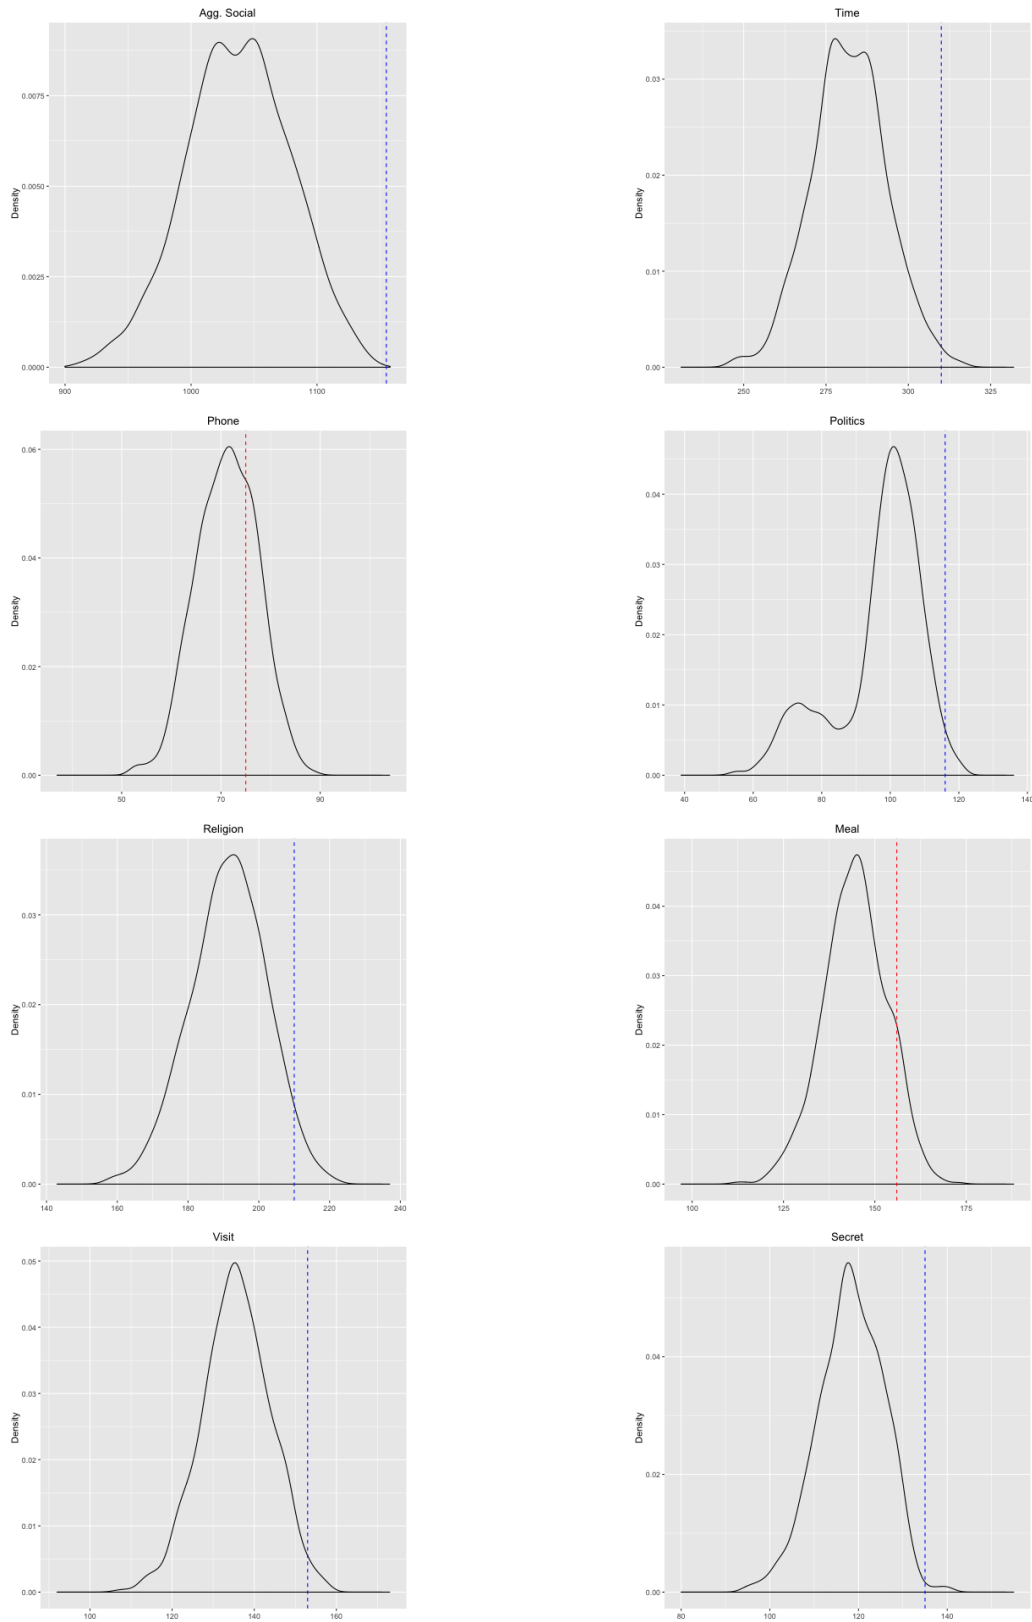 Agg. Social
Density
0.0075
0.0050
0.0025
0.0000
900 1000 1100
Time
Density
0.03
0.02
0.01
0.00
250 275 300 325
Phone
Density
0.06
0.04
0.02
0.00
50 75 90
Politics
Density
0.04
0.03
0.02
0.01
0.00
40 60 80 100 120 140
Religion
Density
0.03
0.02
0.01
0.00
140 160 180 200 220 240
Meal
Density
0.04
0.03
0.02
0.01
0.00
100 125 150 175
Visit
Density
0.05
0.04
0.03
0.02
0.01
0.00
100 120 140 160
Secret
Density
0.04
0.02
0.00
80 100 120 140